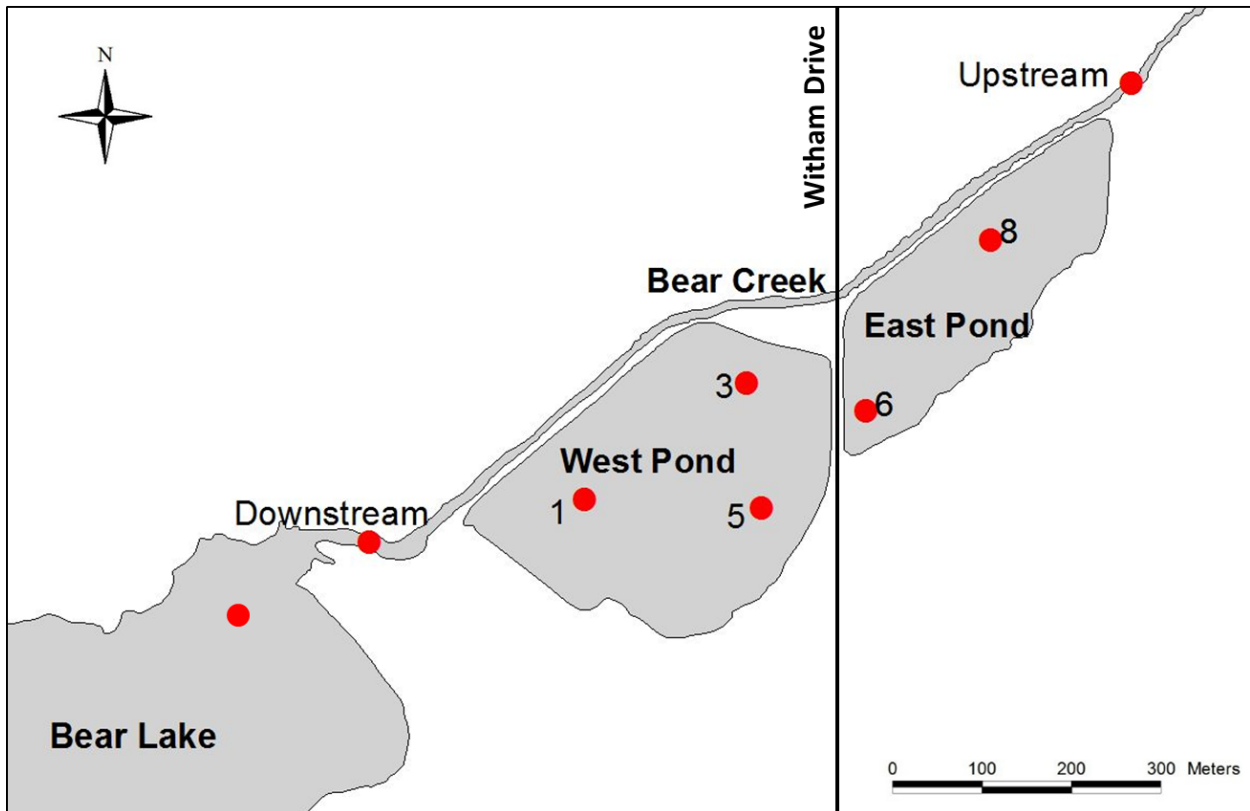 N
Witham Drive
Upstream
8
Bear Creek
East Pond
3
6
West Pond
1
5
Downstream
Bear Lake
0 100 200 300 Meters